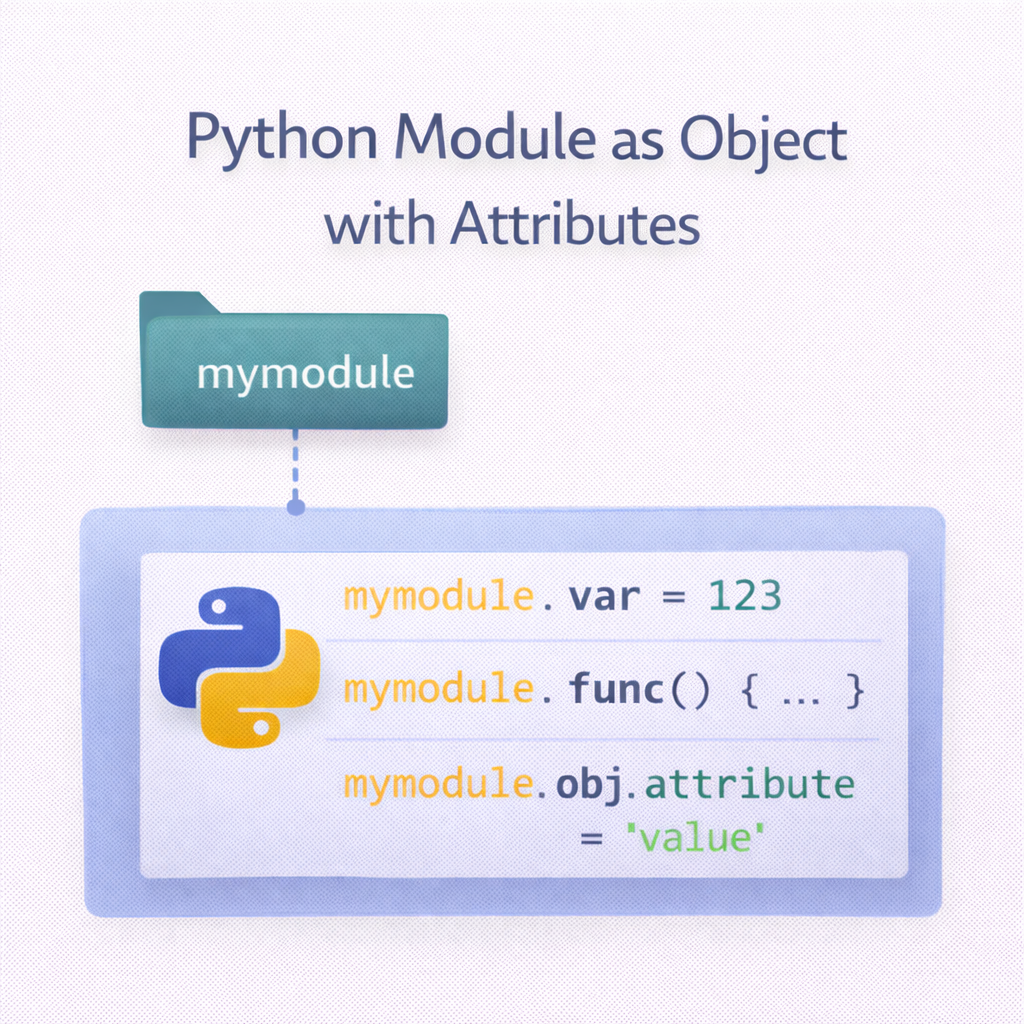 Python Module as Object
with Attributes
mymodule
mymodule. var = 123
mymodule. func() { ... }
mymodule.obj.attribute
= 'value'